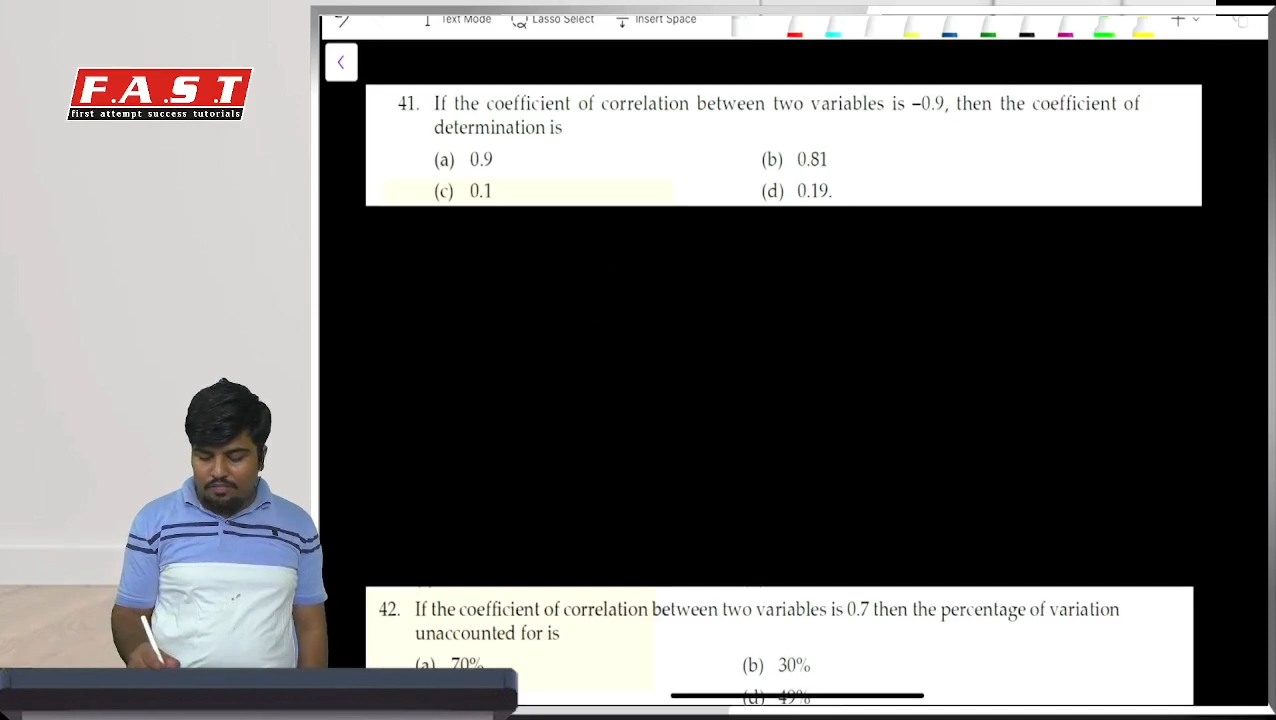 Text Mode
Lasso Select
Insert Space
F.A.S.T
first attempt success tutorials
41. If the coefficient of correlation between two variables is –0.9, then the coefficient of
determination is
(a) 0.9 (b) 0.81
(c) 0.1 (d) 0.19.
42. If the coefficient of correlation between two variables is 0.7 then the percentage of variation
unaccounted for is
(a) 70% (b) 30%
(d) 49%